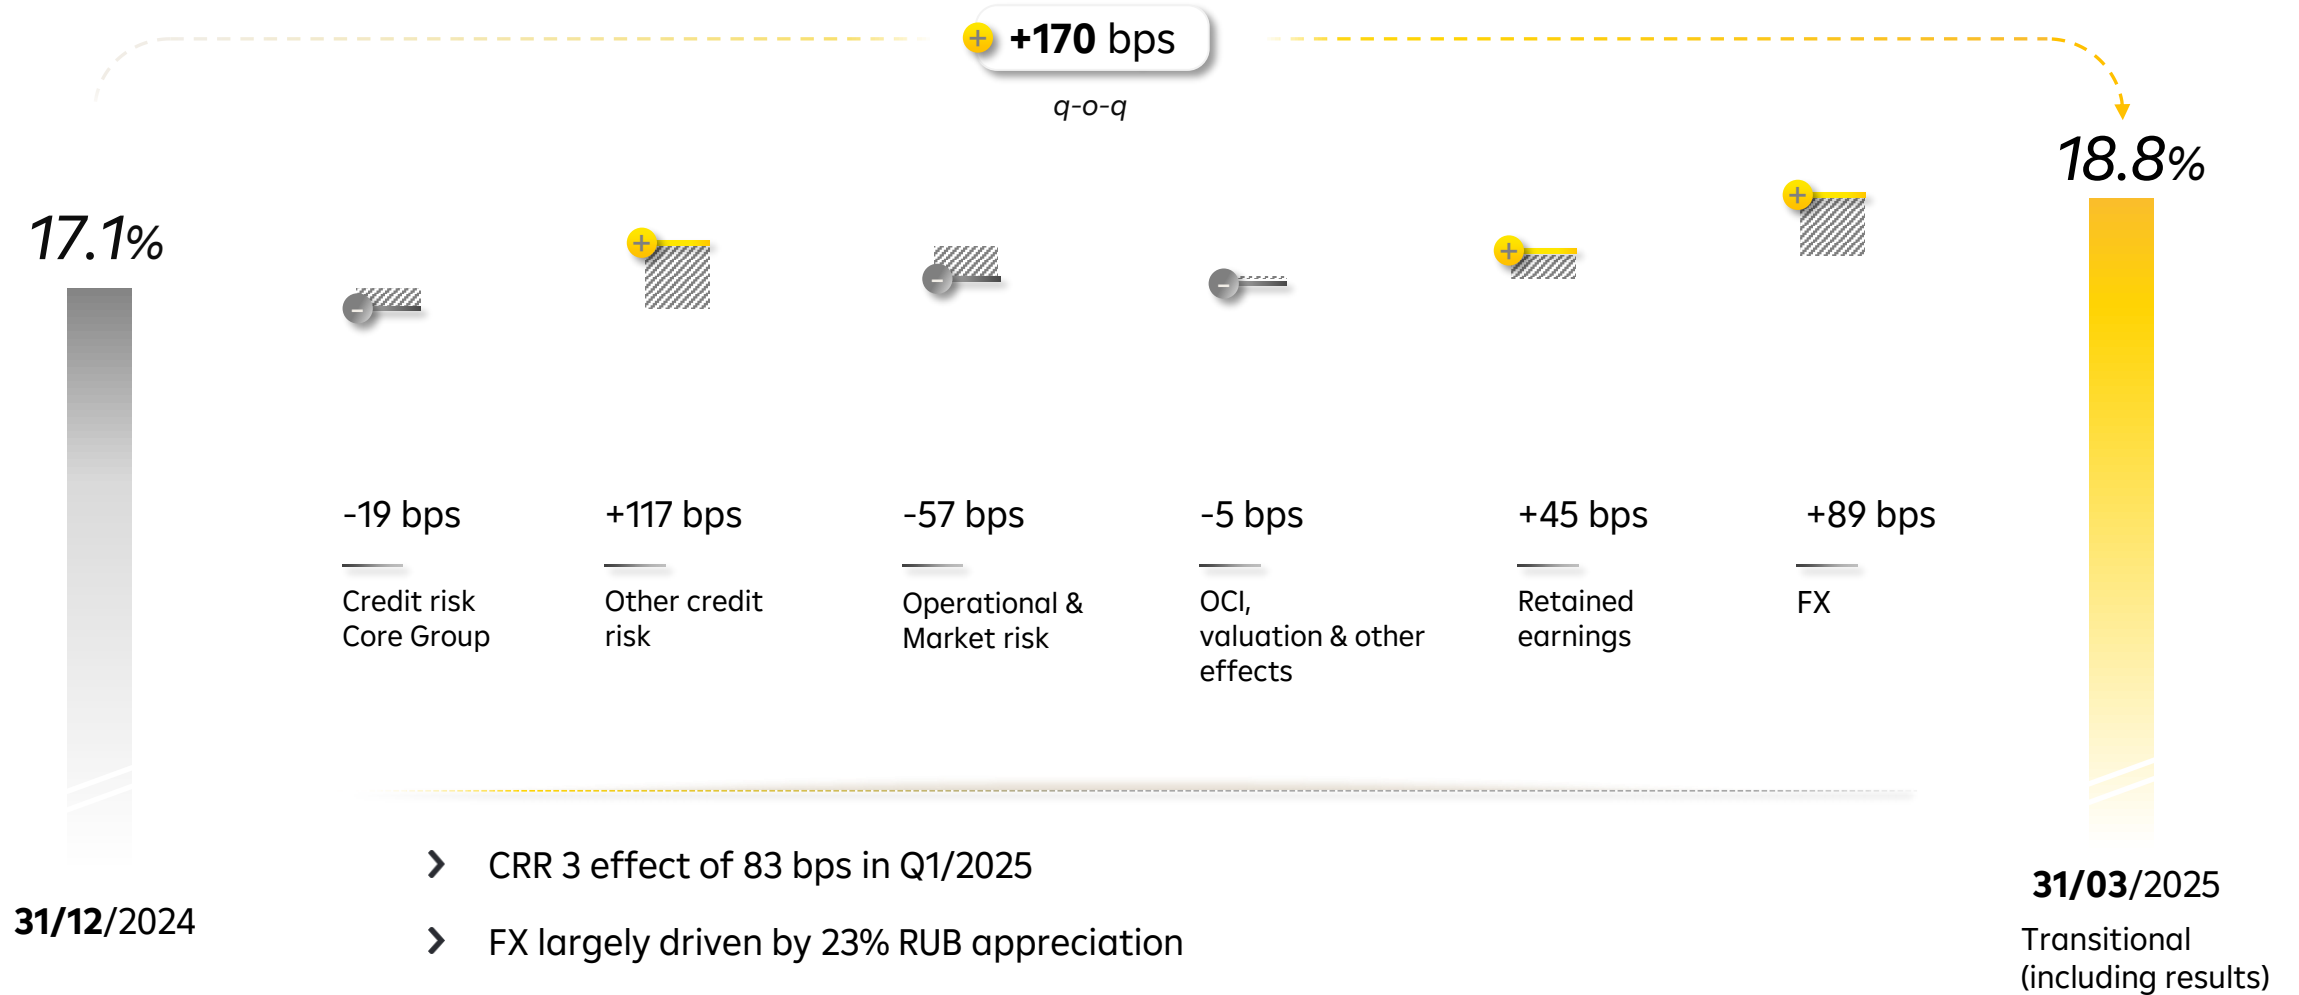 +170 bps
q-o-q
17.1%
18.8%
-19 bps
Credit risk
Core Group
+117 bps
Other credit
risk
-57 bps
Operational &
Market risk
-5 bps
OCI,
valuation & other
effects
+45 bps
Retained
earnings
+89 bps
FX
CRR 3 effect of 83 bps in Q1/2025
FX largely driven by 23% RUB appreciation
31/12/2024
31/03/2025
Transitional
(including results)